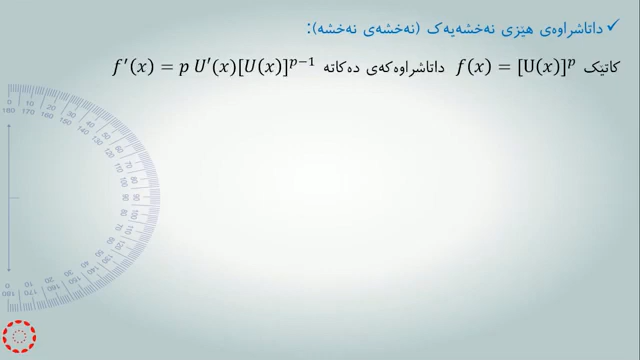 ✓ داتاشراوەی هێزی نەخشەیەک (نەخشەی نەخشە):
کاتێک f(x) = [U(x)]ᵖ داتاشراوەکەی دەکاتە f′(x) = p U′(x)[U(x)]ᵖ⁻¹